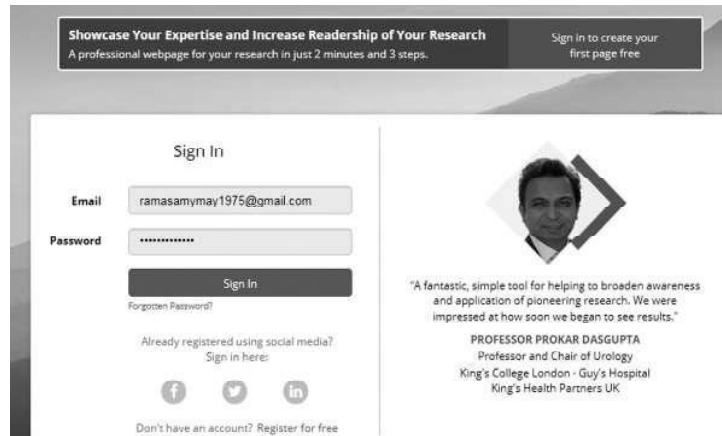 Showcase Your Expertise and Increase Readership of Your Research
A professional webpage for your research in just 2 minutes and 3 steps.
Sign in to create your
first page free
Sign In
Email
ramasamymay1975@gmail.com
Password
•••••••••••••
Sign In
Forgotten Password?
Already registered using social media?
Sign in here:
f
in
Don't have an account? Register for free
"A fantastic, simple tool for helping to broaden awareness
and application of pioneering research. We were
impressed at how soon we began to see results."
PROFESSOR PROKAR DASGUPTA
Professor and Chair of Urology
King's College London - Guy's Hospital
King's Health Partners UK